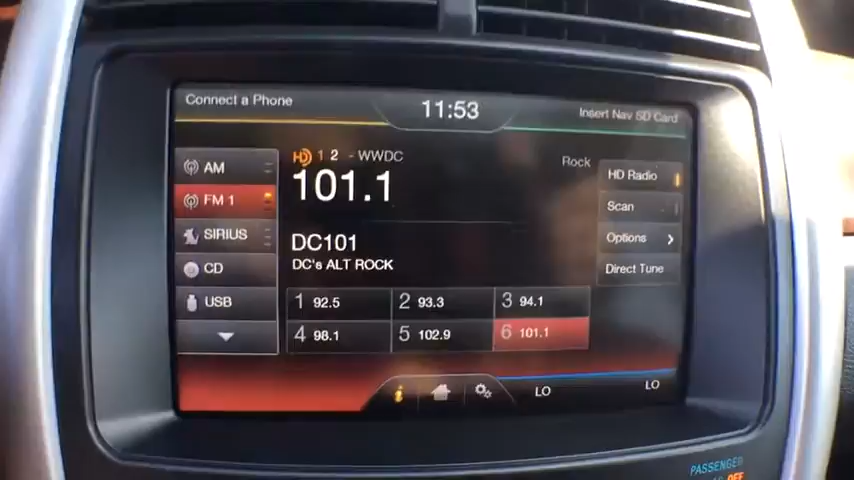 Connect a Phone
11:53
Insert Nav SD Card
AM
FM 1
SIRIUS
CD
USB
HD 1 2 - WWDC
101.1
Rock
DC101
DC's ALT ROCK
1 92.5
2 93.3
3 94.1
4 98.1
5 102.9
6 101.1
HD Radio
Scan
Options
Direct Tune
LO
LO
PASSENGER
OFF